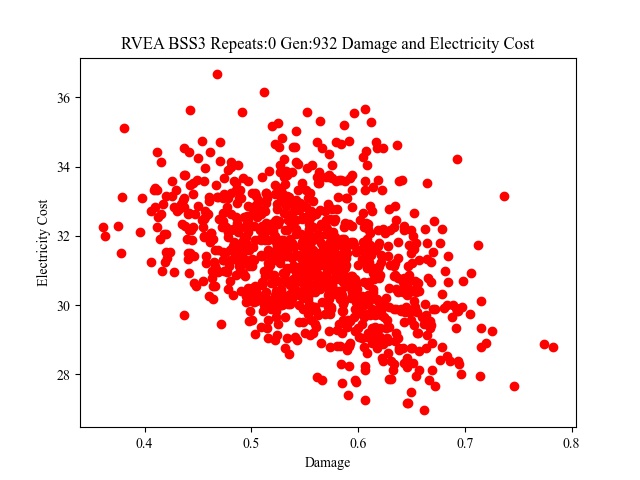 RVEA BSS3 Repeats:0 Gen:932 Damage and Electricity Cost
36
34
32
30
28
Electricity Cost
0.4 0.5 0.6 0.7 0.8
Damage